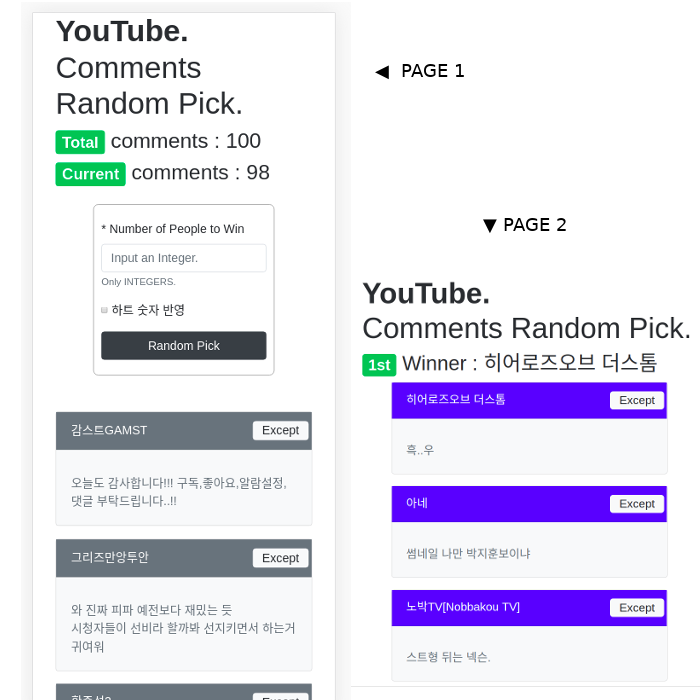 YouTube.
Comments
Random Pick.
Total comments : 100
Current comments : 98
* Number of People to Win
Input an Integer.
Only INTEGERS.
하트 숫자 반영
Random Pick
감스트GAMST Except
오늘도 감사합니다!!! 구독,좋아요,알람설정,
댓글 부탁드립니다..!!
그리즈만앙투안 Except
와 진짜 피파 예전보다 재밌는 듯
시청자들이 선비라 할까봐 선지키면서 하는거
귀여워
◀ PAGE 1
▼ PAGE 2
YouTube.
Comments Random Pick.
1st Winner : 히어로즈오브 더스톰
히어로즈오브 더스톰 Except
흑..우
아네 Except
썸네일 나만 박지훈보이냐
노박TV[Nobbakou TV] Except
스트형 뒤는 넥슨.